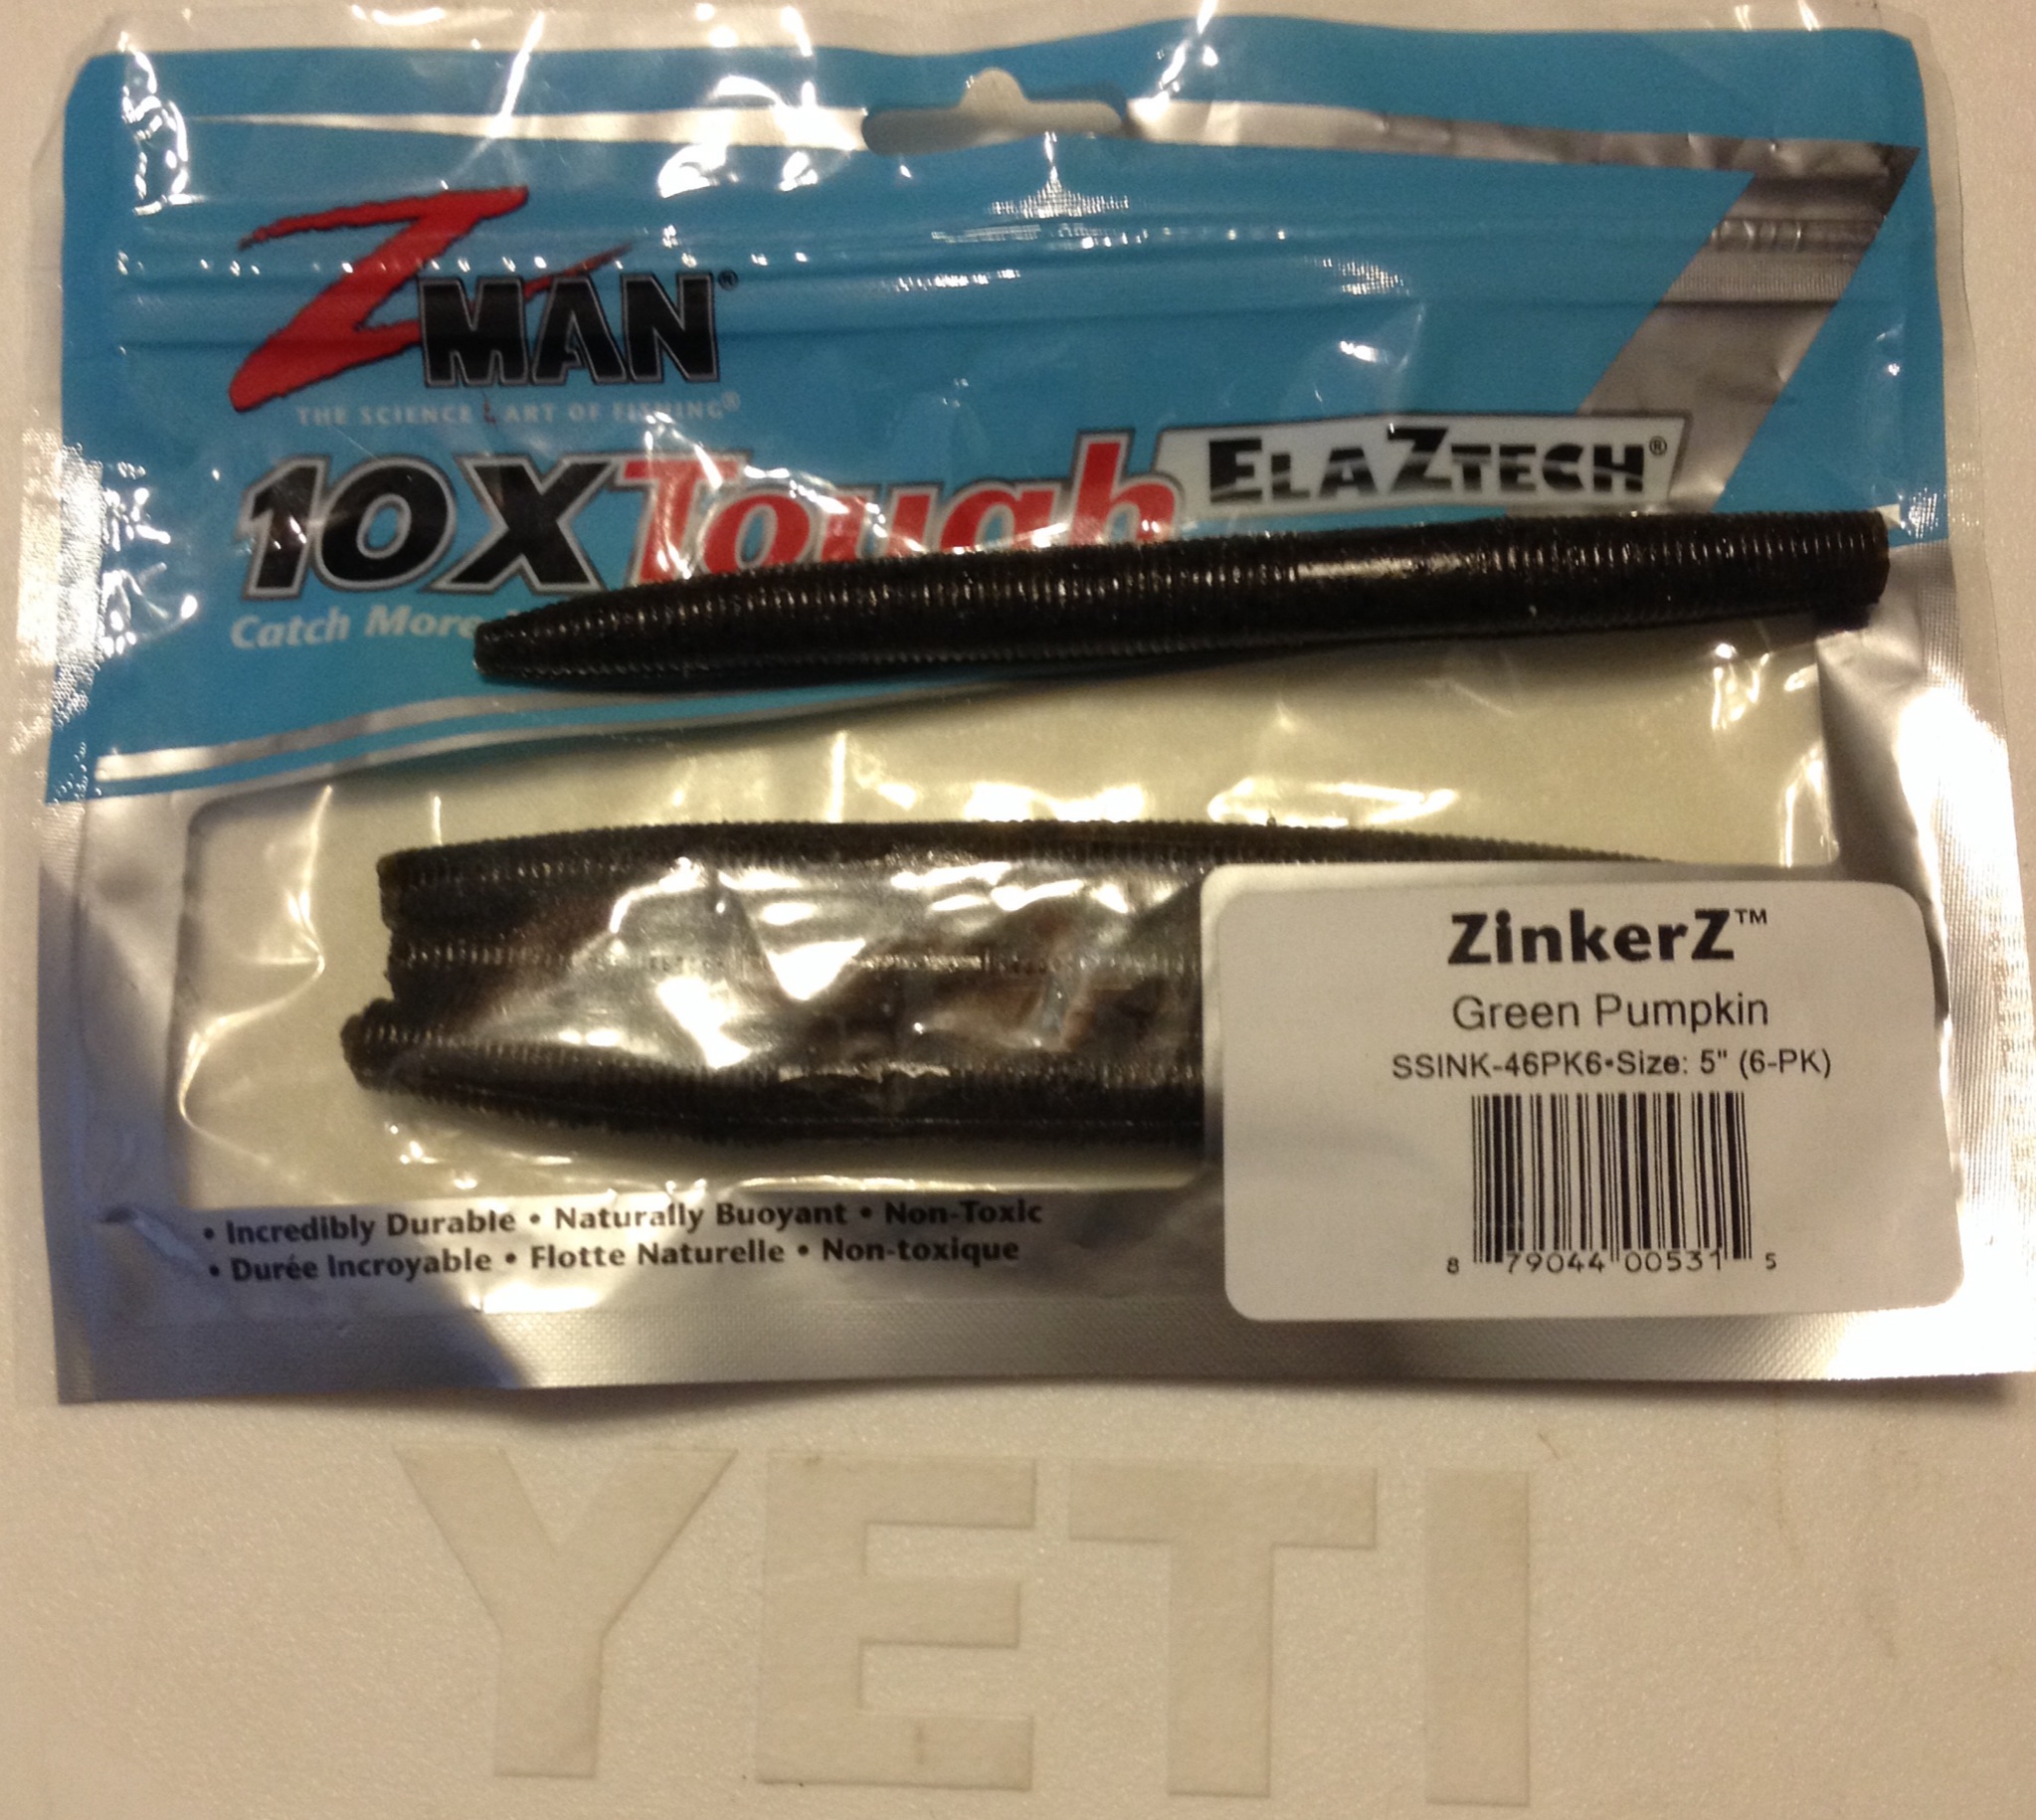 ZMAN®
THE SCIENCE & ART OF FISHING®
10X Tough ELAZTECH®
Catch More
ZinkerZ™
Green Pumpkin
SSINK-46PK6•Size: 5" (6-PK)
8 79044 00531 5
• Incredibly Durable • Naturally Buoyant • Non-Toxic
• Durée Incroyable • Flotte Naturelle • Non-toxique
YETI